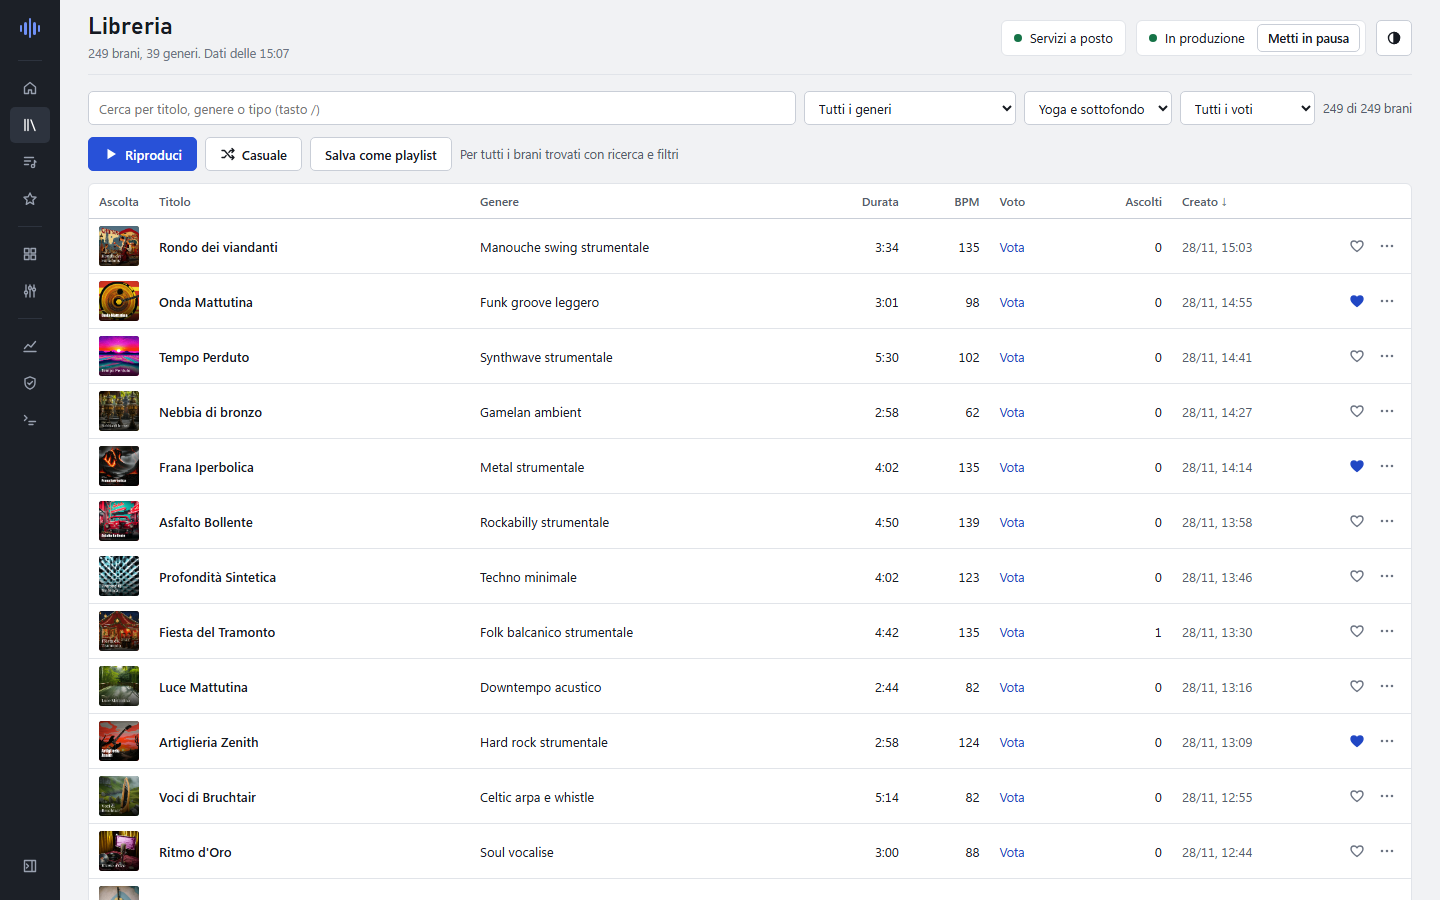 Libreria
249 brani, 39 generi. Dati delle 15:07
Servizi a posto
In produzione
Metti in pausa
Cerca per titolo, genere o tipo (tasto /)
Tutti i generi
Yoga e sottofondo
Tutti i voti
249 di 249 brani
Riproduci
Casuale
Salva come playlist
Per tutti i brani trovati con ricerca e filtri
Ascolta Titolo Genere Durata BPM Voto Ascolti Creato ↓
Rondo dei viandanti Manouche swing strumentale 3:34 135 Vota 0 28/11, 15:03
Onda Mattutina Funk groove leggero 3:01 98 Vota 0 28/11, 14:55
Tempo Perduto Synthwave strumentale 5:30 102 Vota 0 28/11, 14:41
Nebbia di bronzo Gamelan ambient 2:58 62 Vota 0 28/11, 14:27
Frana Iperbolica Metal strumentale 4:02 135 Vota 0 28/11, 14:14
Asfalto Bollente Rockabilly strumentale 4:50 139 Vota 0 28/11, 13:58
Profondità Sintetica Techno minimale 4:02 123 Vota 0 28/11, 13:46
Fiesta del Tramonto Folk balcanico strumentale 4:42 135 Vota 1 28/11, 13:30
Luce Mattutina Downtempo acustico 2:44 82 Vota 0 28/11, 13:16
Artiglieria Zenith Hard rock strumentale 2:58 124 Vota 0 28/11, 13:09
Voci di Bruchtair Celtic arpa e whistle 5:14 82 Vota 0 28/11, 12:55
Ritmo d'Oro Soul vocalise 3:00 88 Vota 0 28/11, 12:44